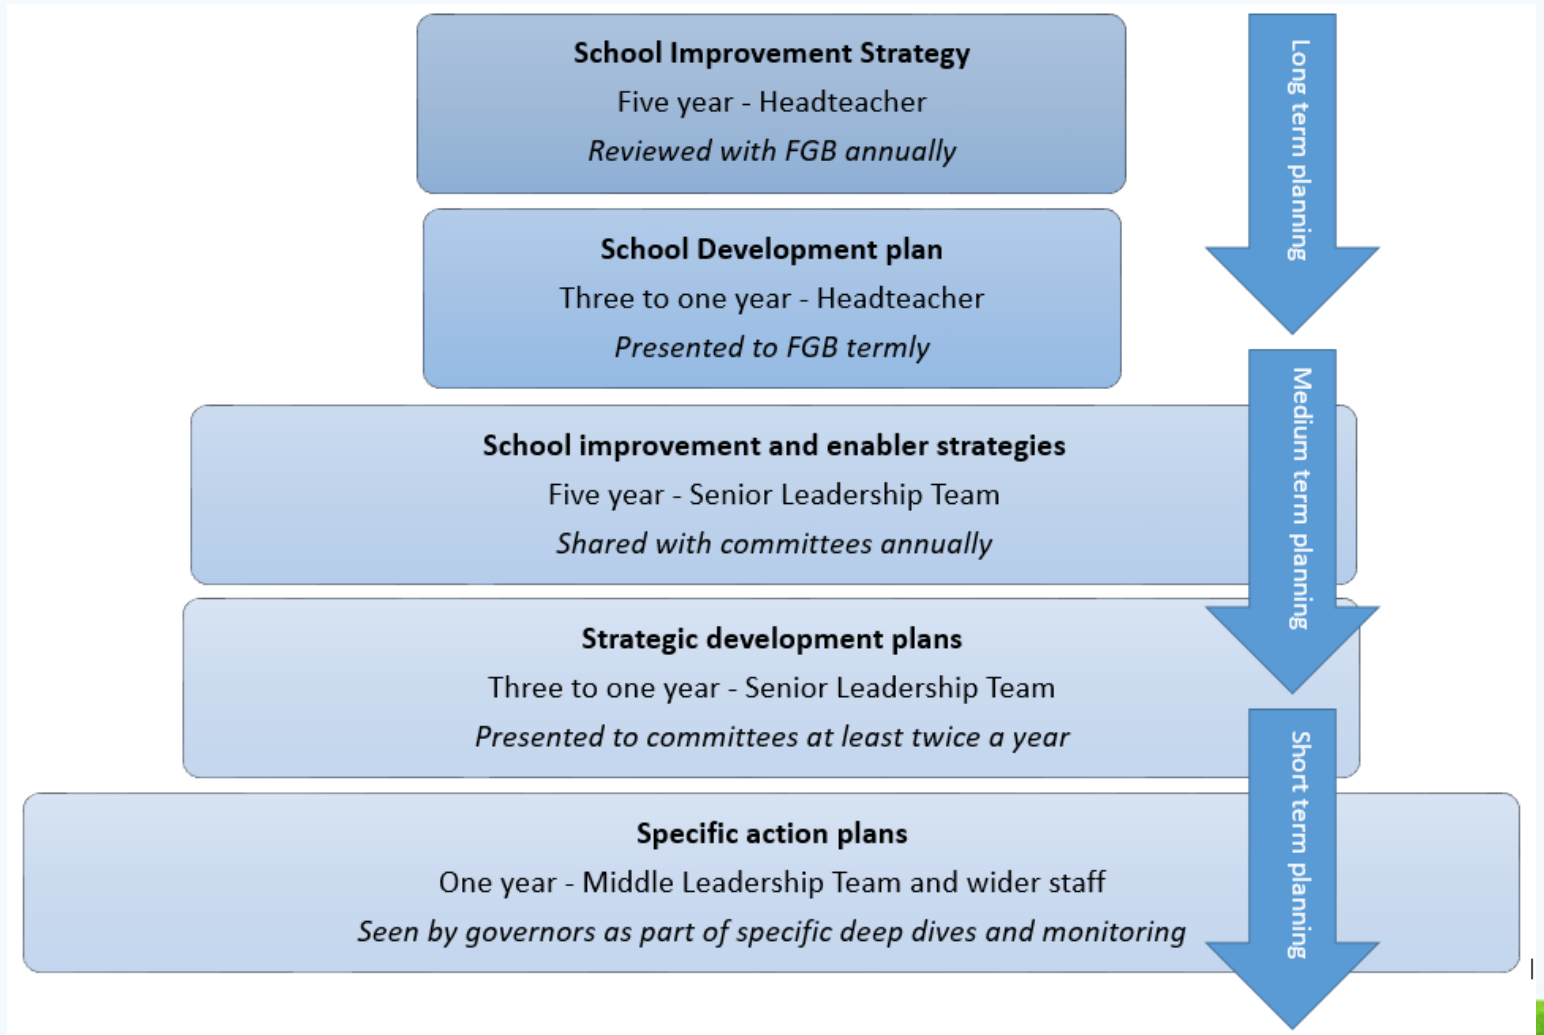 School Improvement Strategy
Five year - Headteacher
Reviewed with FGB annually
School Development plan
Three to one year - Headteacher
Presented to FGB termly
School improvement and enabler strategies
Five year - Senior Leadership Team
Shared with committees annually
Strategic development plans
Three to one year - Senior Leadership Team
Presented to committees at least twice a year
Specific action plans
One year - Middle Leadership Team and wider staff
Seen by governors as part of specific deep dives and monitoring
Long term planning
Medium term planning
Short term planning